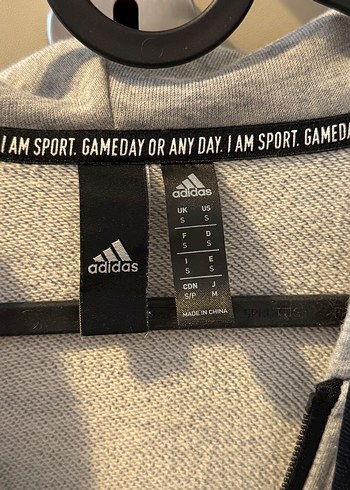 I AM SPORT. GAMEDAY OR ANY DAY. I AM SPORT. GAMEDA
adidas
adidas
UK US
S S
F D
S S
I E
S S
CDN J
S/P M
MADE IN CHINA